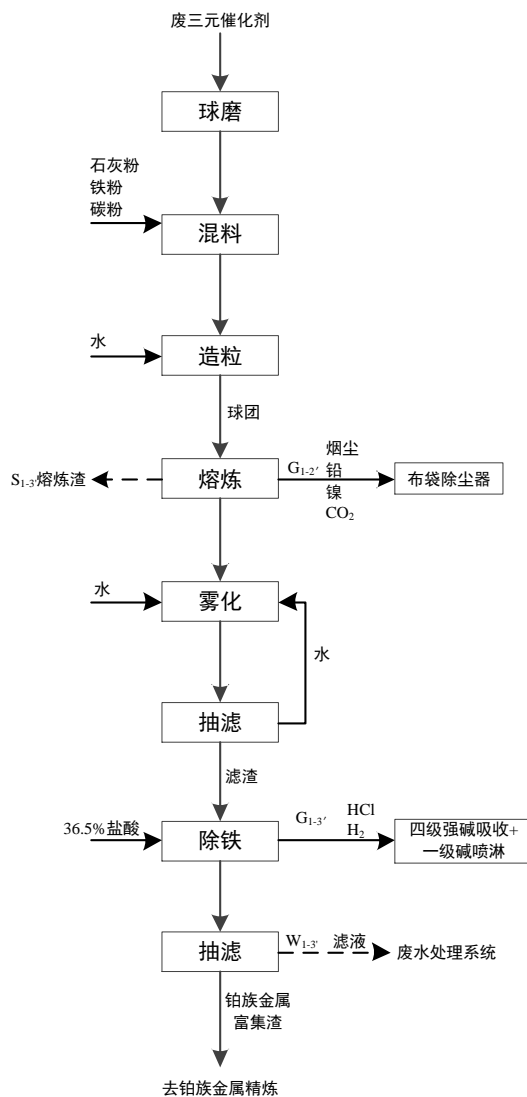 废三元催化剂
球磨
石灰粉
铁粉
碳粉
混料
水
造粒
球团
S1-3'熔炼渣
熔炼
G1-2′
烟尘
铅
镍
CO2
布袋除尘器
水
雾化
水
抽滤
滤渣
36.5%盐酸
除铁
G1-3′
HCl
H2
四级强碱吸收+
一级碱喷淋
抽滤
W1-3' 滤液
废水处理系统
铂族金属
富集渣
去铂族金属精炼